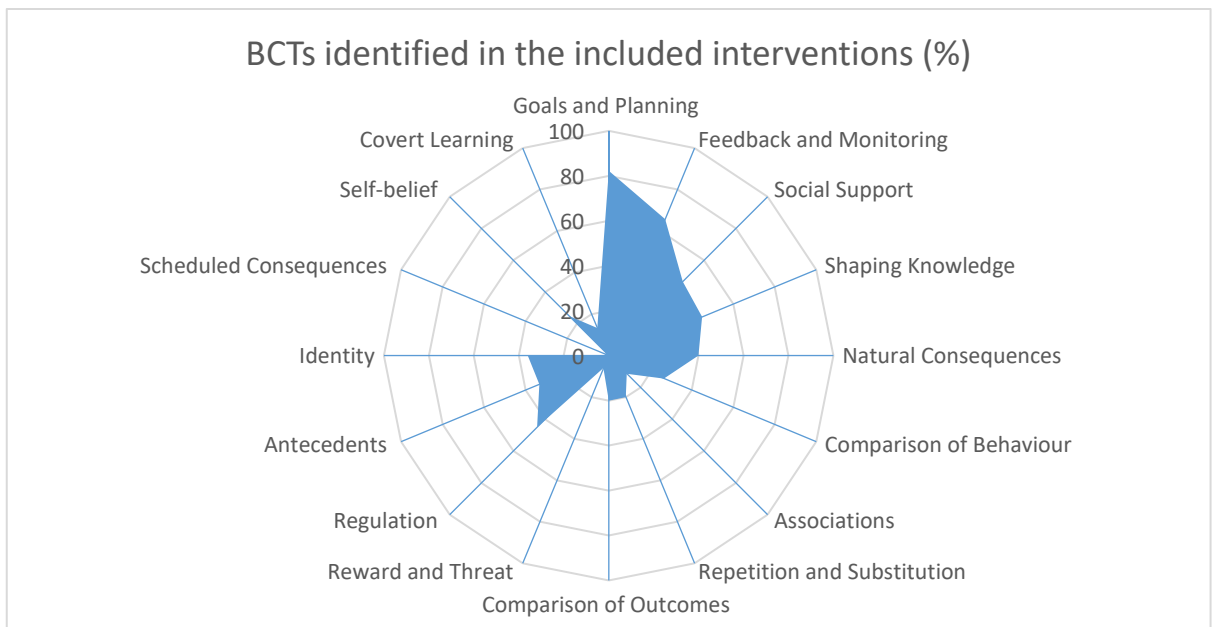 BCTs identified in the included interventions (%)
Goals and Planning
Feedback and Monitoring
Social Support
Shaping Knowledge
Natural Consequences
Comparison of Behaviour
Associations
Repetition and Substitution
Comparison of Outcomes
Reward and Threat
Regulation
Antecedents
Identity
Scheduled Consequences
Self-belief
Covert Learning
100
80
60
40
20
0